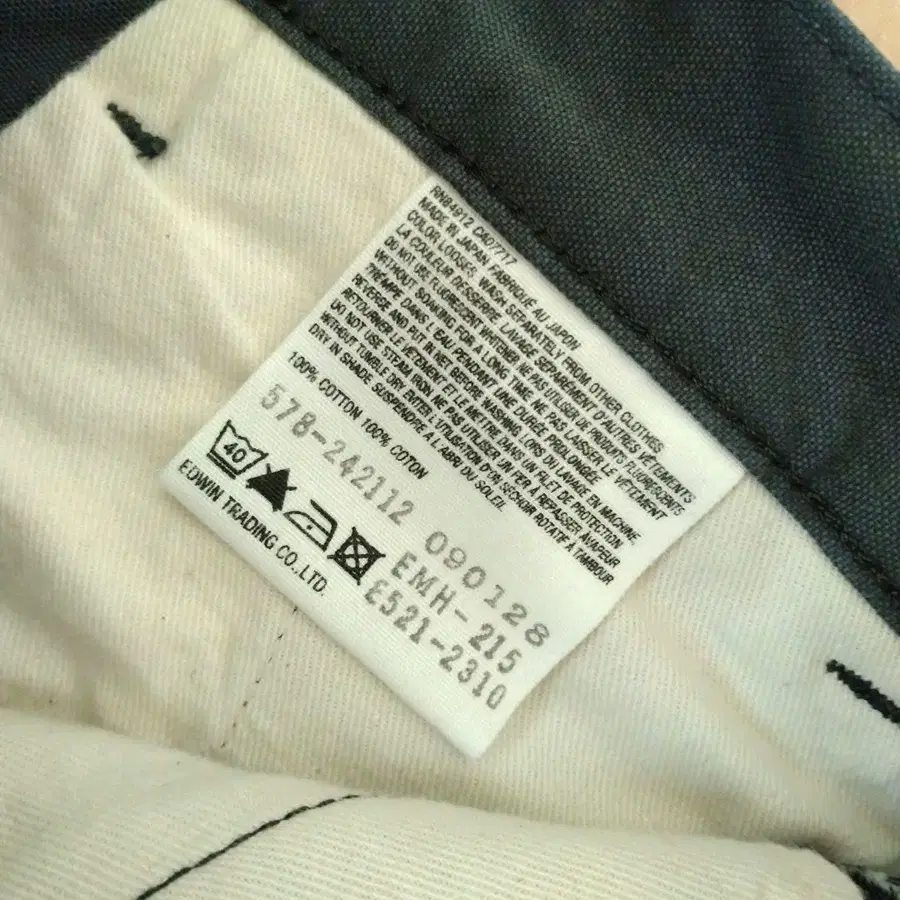 RN84912 CA07717
MADE IN JAPAN FABRIQUÉ AU JAPON
COLOR LOOSES. WASH SEPARATELY FROM OTHER CLOTHES.
LA COULEUR DESSERRE. LAVAGE SEPARÉMENT D'AUTRES VÊTEMENTS
DO NOT USE FLUORESCENT WHITENER. NE PAS UTILISER DE PRODUITS FLUORESCENTS
WITHOUT SOAKING FOR A LONG TIME. NE PAS LAISSER LE VÊTEMENT
TREMPÉ DANS L'EAU PENDANT UNE DURÉE PROLONGÉE
REVERSE AND PUT IN NET BEFORE WASHING. LORS DU LAVAGE EN MACHINE,
RETOURNER LE VÊTEMENT ET LE METTRE DANS UN FILET DE PROTECTION
DO NOT USE STEAM IRON NE PAS UTILISER UN FER À REPASSER À VAPEUR
WITHOUT TUMBLE DRY ÉVITER L'UTILISATION D'UN SÉCHOIR ROTATIF À TAMBOUR
DRY IN SHADE SUSPENDRE À L'ABRI DU SOLEIL
100% COTTON 100% COTON
578-242112 090128
40 EMH-215
E521-2310
EDWIN TRADING CO.,LTD.